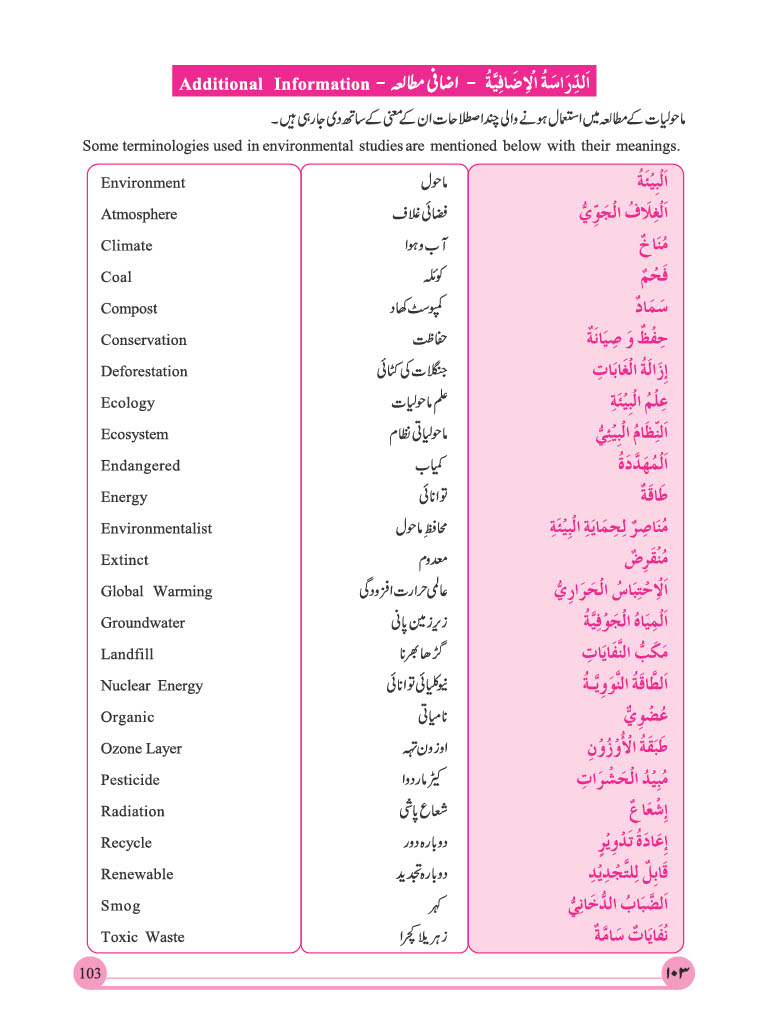 Additional Information - اضافی مطالعہ - اَلدِّرَاسَةُ الْإِضَافِيَّةُ
ماحولیات کے مطالعہ میں استعمال ہونے والی چند اصطلاحات ان کے معنی کے ساتھ دی جارہی ہیں۔
Some terminologies used in environmental studies are mentioned below with their meanings.
Environment ماحول اَلْبِيْئَةُ
Atmosphere فضائی غلاف اَلْغِلَافُ الْجَوِّيُّ
Climate آب و ہوا مُنَاخٌ
Coal کوئلہ فَحْمٌ
Compost کمپوسٹ کھاد سَمَادٌ
Conservation حفاظت حِفْظٌ وَ صِيَانَةٌ
Deforestation جنگلات کی کٹائی إِزَالَةُ الْغَابَاتِ
Ecology علم ماحولیات عِلْمُ الْبِيْئَةِ
Ecosystem ماحولیاتی نظام اَلنِّظَامُ الْبِيْئِيُّ
Endangered کمیاب اَلْمُهَدَّدَةُ
Energy توانائی طَاقَةٌ
Environmentalist محافظِ ماحول مُنَاصِرٌ لِحِمَايَةِ الْبِيْئَةِ
Extinct معدوم مُنْقَرِضٌ
Global Warming عالمی حرارت افزودگی اَلْاِحْتِبَاسُ الْحَرَارِيُّ
Groundwater زیرِ زمین پانی اَلْمِيَاهُ الْجَوْفِيَّةُ
Landfill گڑھا بھرنا مَكَبُّ النَّفَايَاتِ
Nuclear Energy نیوکلیائی توانائی اَلطَّاقَةُ النَّوَوِيَّةُ
Organic نامیاتی عُضْوِيٌّ
Ozone Layer اوزون تہہ طَبَقَةُ الْأُوْزُوْنِ
Pesticide کیڑ مار دوا مُبِيْدُ الْحَشْرَاتِ
Radiation شعاع پاشی إِشْعَاعٌ
Recycle دوبارہ دور إِعَادَةُ تَدْوِيْرٍ
Renewable دوبارہ تجدید قَابِلٌ لِلتَّجْدِيْدِ
Smog کہر اَلضَّبَابُ الدُّخَانِيُّ
Toxic Waste زہریلا کچرا نُفَايَاتٌ سَامَّةٌ
103 ۱۰۳